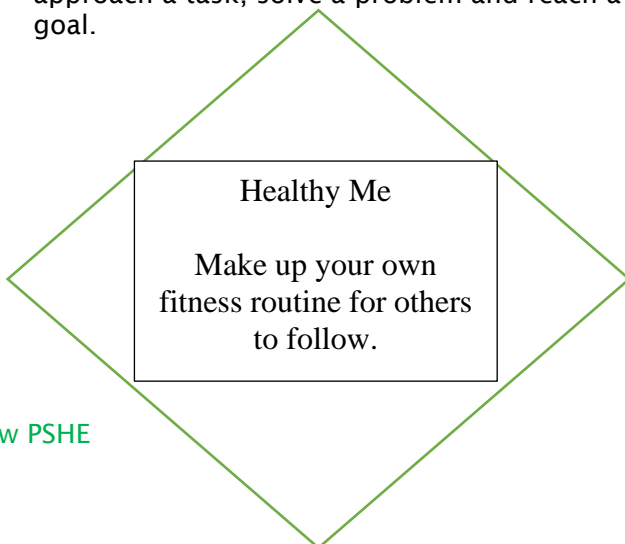 approach a task, solve a problem and reach a
goal.
Healthy Me
Make up your own
fitness routine for others
to follow.
w PSHE